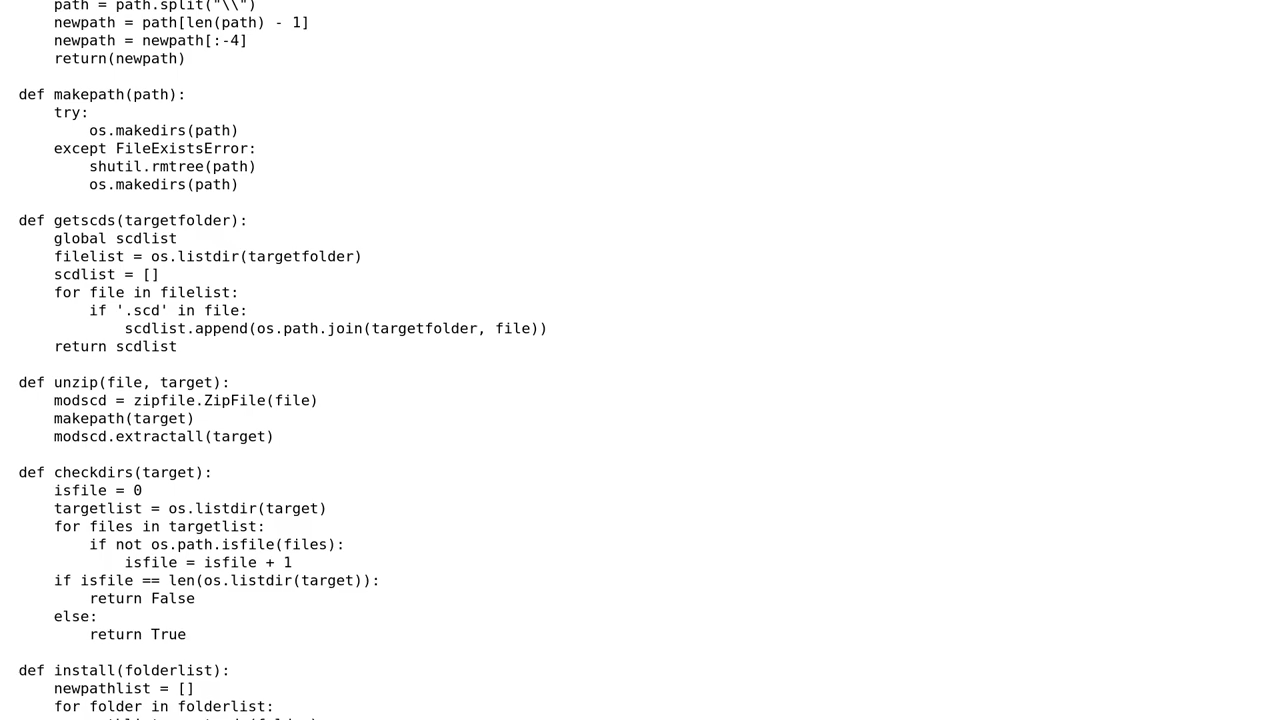 path = path.split("\\")
    newpath = path[len(path) - 1]
    newpath = newpath[:-4]
    return(newpath)

def makepath(path):
    try:
        os.makedirs(path)
    except FileExistsError:
        shutil.rmtree(path)
        os.makedirs(path)

def getscds(targetfolder):
    global scdlist
    filelist = os.listdir(targetfolder)
    scdlist = []
    for file in filelist:
        if '.scd' in file:
            scdlist.append(os.path.join(targetfolder, file))
    return scdlist

def unzip(file, target):
    modscd = zipfile.ZipFile(file)
    makepath(target)
    modscd.extractall(target)

def checkdirs(target):
    isfile = 0
    targetlist = os.listdir(target)
    for files in targetlist:
        if not os.path.isfile(files):
            isfile = isfile + 1
    if isfile == len(os.listdir(target)):
        return False
    else:
        return True

def install(folderlist):
    newpathlist = []
    for folder in folderlist: